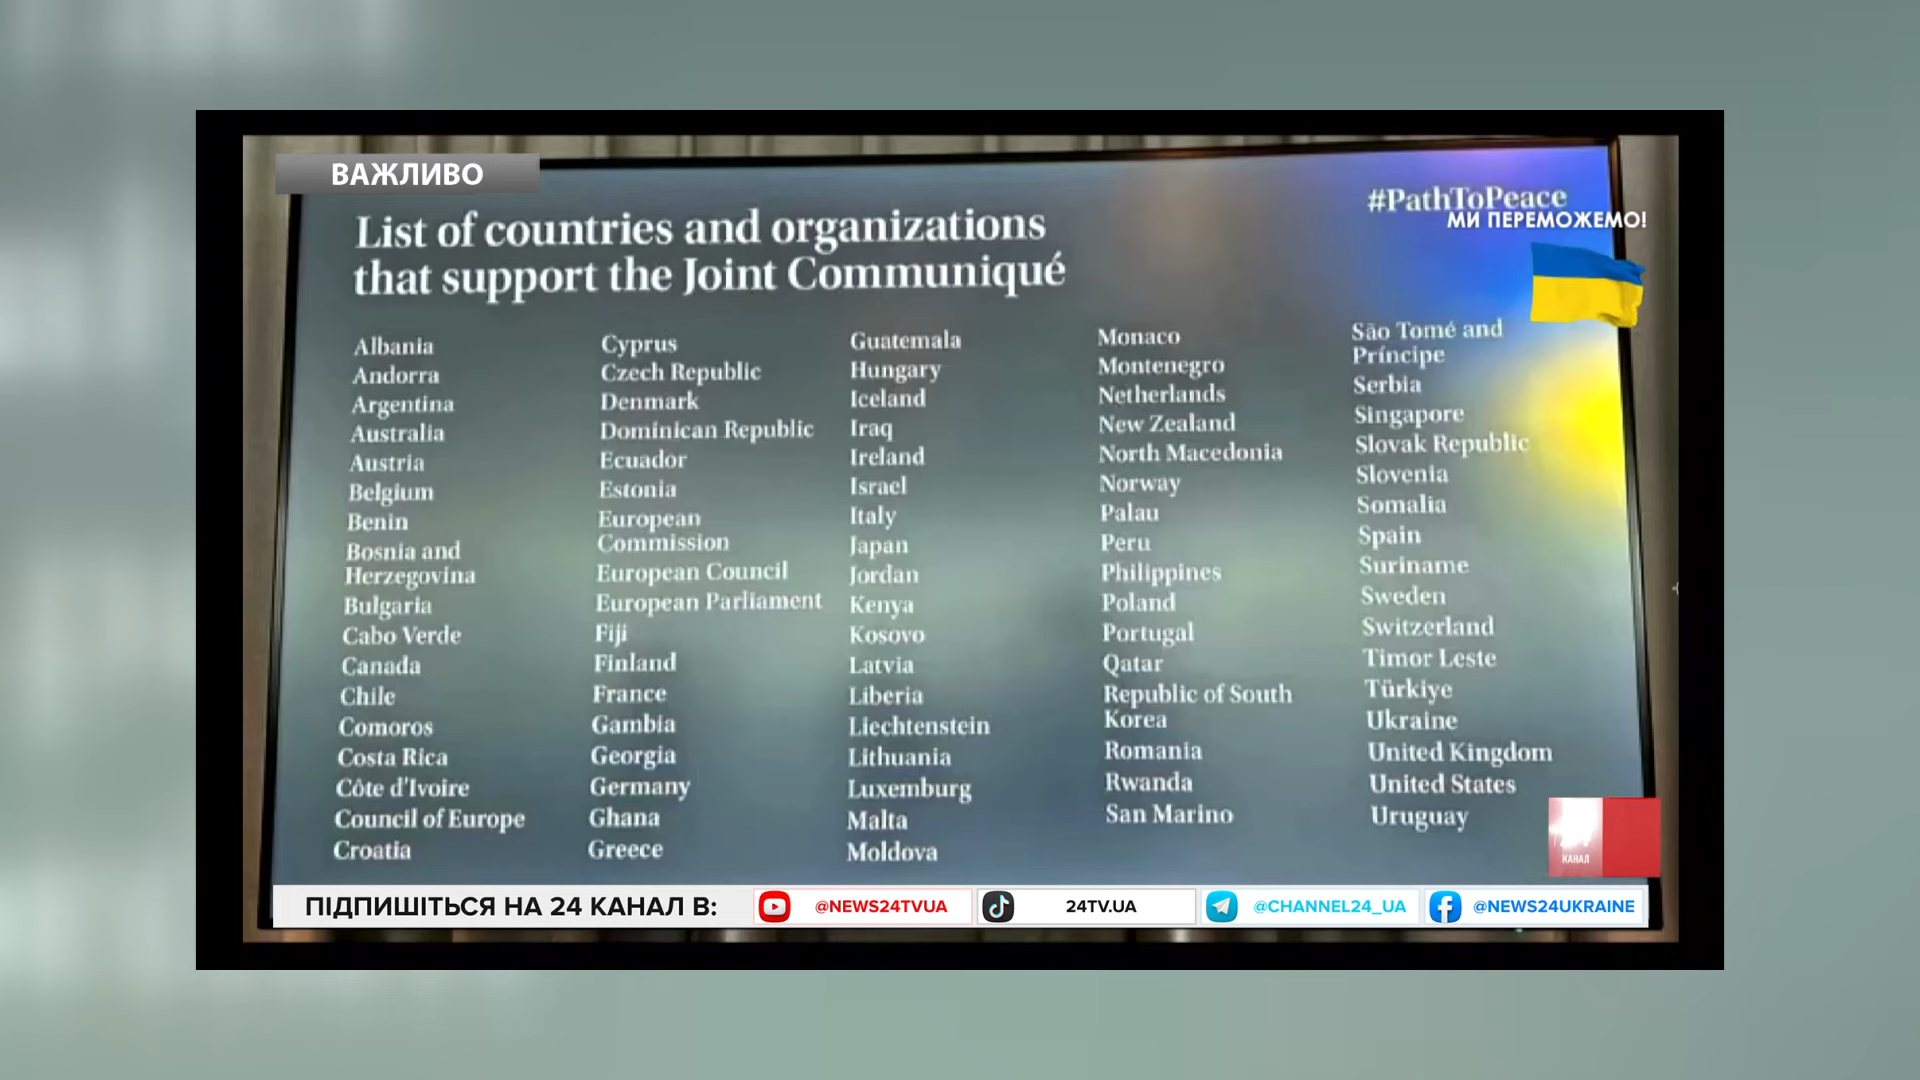 ВАЖЛИВО
#PathToPeace
МИ ПЕРЕМОЖЕМО!
List of countries and organizations
that support the Joint Communiqué
Albania
Andorra
Argentina
Australia
Austria
Belgium
Benin
Bosnia and
Herzegovina
Bulgaria
Cabo Verde
Canada
Chile
Comoros
Costa Rica
Côte d'Ivoire
Council of Europe
Croatia
Cyprus
Czech Republic
Denmark
Dominican Republic
Ecuador
Estonia
European
Commission
European Council
European Parliament
Fiji
Finland
France
Gambia
Georgia
Germany
Ghana
Greece
Guatemala
Hungary
Iceland
Iraq
Ireland
Israel
Italy
Japan
Jordan
Kenya
Kosovo
Latvia
Liberia
Liechtenstein
Lithuania
Luxemburg
Malta
Moldova
Monaco
Montenegro
Netherlands
New Zealand
North Macedonia
Norway
Palau
Peru
Philippines
Poland
Portugal
Qatar
Republic of South
Korea
Romania
Rwanda
San Marino
São Tomé and
Príncipe
Serbia
Singapore
Slovak Republic
Slovenia
Somalia
Spain
Suriname
Sweden
Switzerland
Timor Leste
Türkiye
Ukraine
United Kingdom
United States
Uruguay
КАНАЛ
ПІДПИШІТЬСЯ НА 24 КАНАЛ В:
@NEWS24TVUA
24TV.UA
@CHANNEL24_UA
@NEWS24UKRAINE